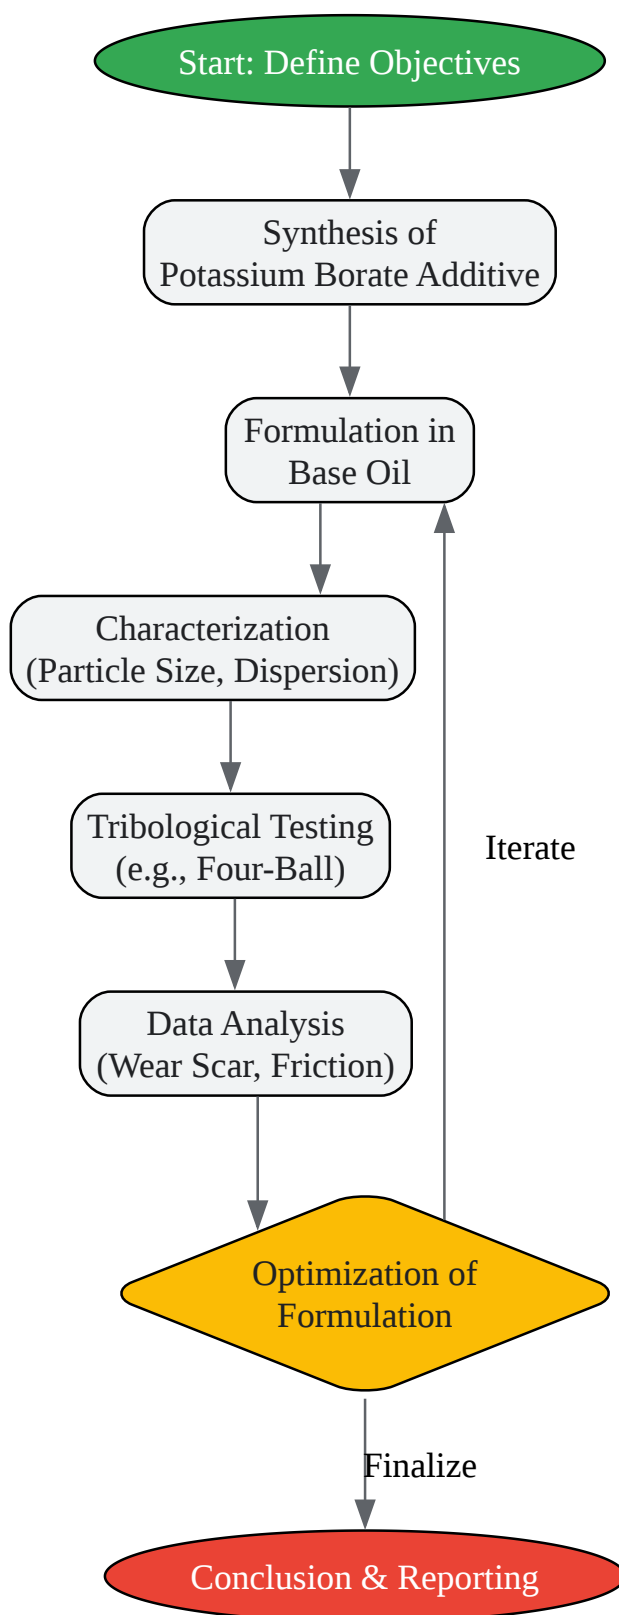 Start: Define Objectives
Synthesis of
Potassium Borate Additive
Formulation in
Base Oil
Characterization
(Particle Size, Dispersion)
Tribological Testing
(e.g., Four-Ball)
Iterate
Data Analysis
(Wear Scar, Friction)
Optimization of
Formulation
Finalize
Conclusion & Reporting